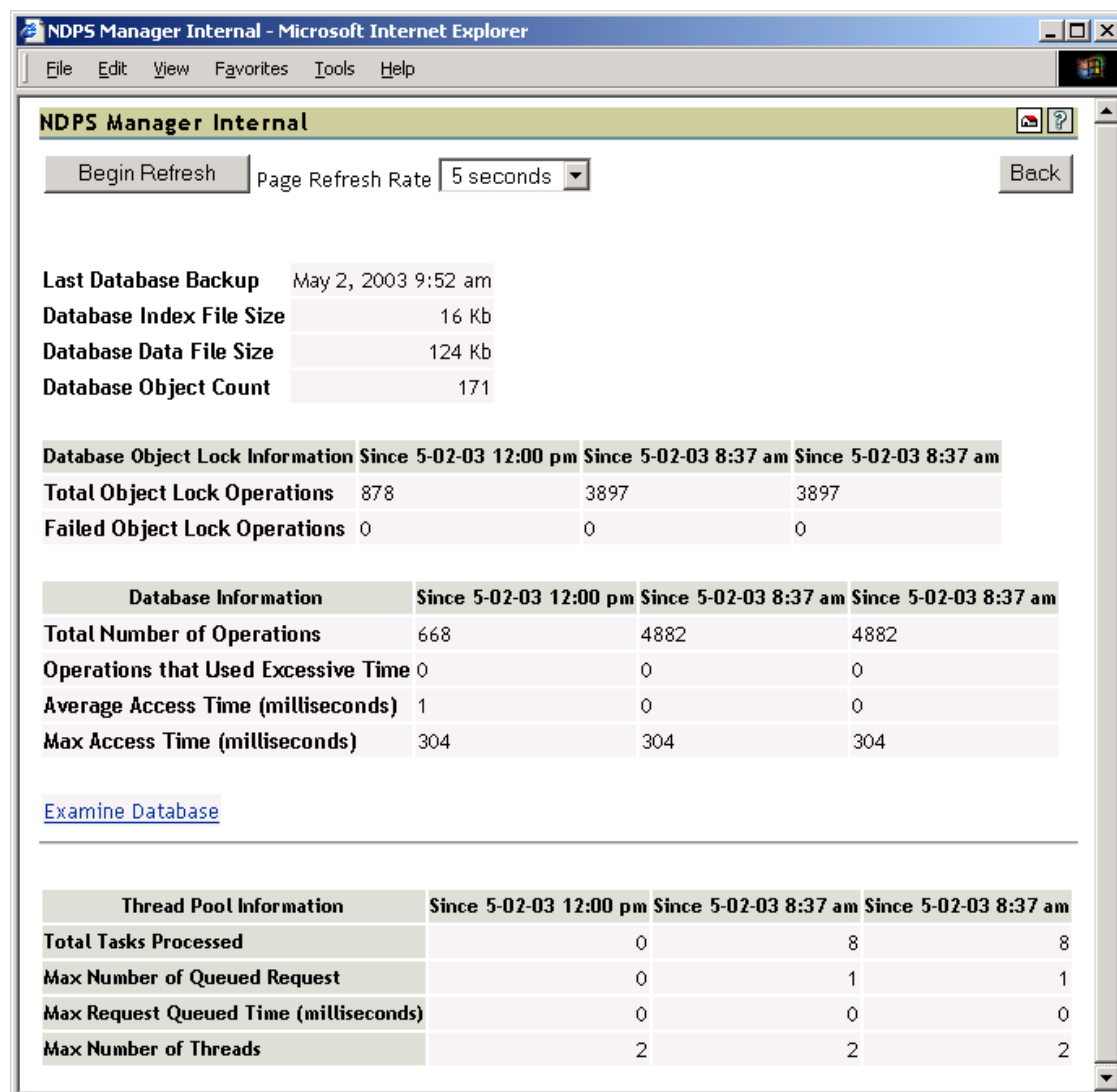 NDPS Manager Internal - Microsoft Internet Explorer
File Edit View Favorites Tools Help
NDPS Manager Internal
Begin Refresh Page Refresh Rate 5 seconds Back
Last Database Backup May 2, 2003 9:52 am
Database Index File Size 16 Kb
Database Data File Size 124 Kb
Database Object Count 171
Database Object Lock Information Since 5-02-03 12:00 pm Since 5-02-03 8:37 am Since 5-02-03 8:37 am
Total Object Lock Operations 878 3897 3897
Failed Object Lock Operations 0 0 0
Database Information Since 5-02-03 12:00 pm Since 5-02-03 8:37 am Since 5-02-03 8:37 am
Total Number of Operations 668 4882 4882
Operations that Used Excessive Time 0 0 0
Average Access Time (milliseconds) 1 0 0
Max Access Time (milliseconds) 304 304 304
Examine Database
Thread Pool Information Since 5-02-03 12:00 pm Since 5-02-03 8:37 am Since 5-02-03 8:37 am
Total Tasks Processed 0 8 8
Max Number of Queued Request 0 1 1
Max Request Queued Time (milliseconds) 0 0 0
Max Number of Threads 2 2 2